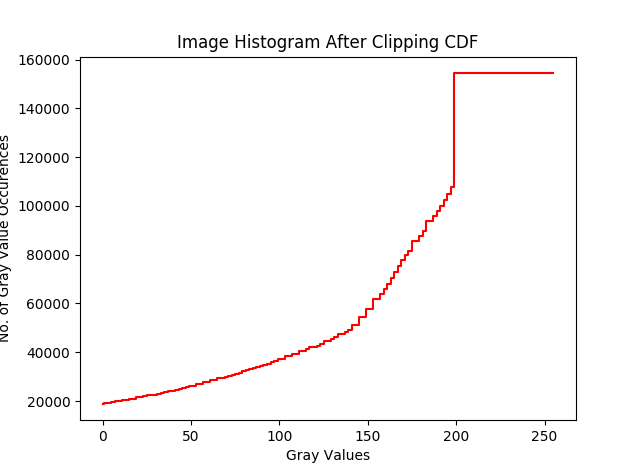 Image Histogram After Clipping CDF
160000
140000
120000
100000
80000
60000
40000
20000
No. of Gray Value Occurences
0 50 100 150 200 250
Gray Values